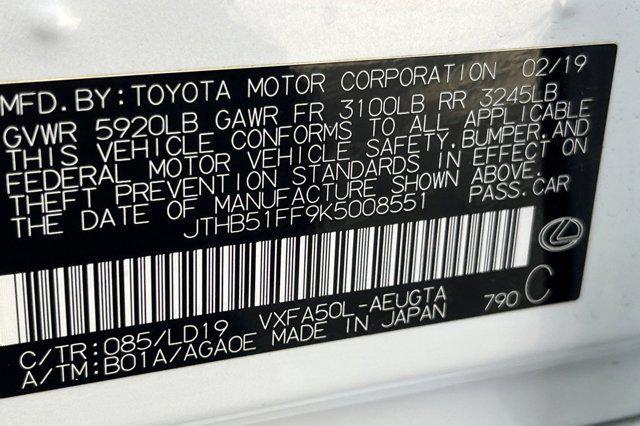 MFD. BY: TOYOTA MOTOR CORPORATION 02/19
GVWR 5920LB GAWR FR 3100LB RR 3245LB
THIS VEHICLE CONFORMS TO ALL APPLICABLE
FEDERAL MOTOR VEHICLE SAFETY, BUMPER, AND
THEFT PREVENTION STANDARDS IN EFFECT ON
THE DATE OF MANUFACTURE SHOWN ABOVE.
JTHB51FF9K5008551 PASS. CAR
C/TR: 085/LD19 VXFA50L-AEUGTA 790 C
A/TM: B01A/AGA0E MADE IN JAPAN